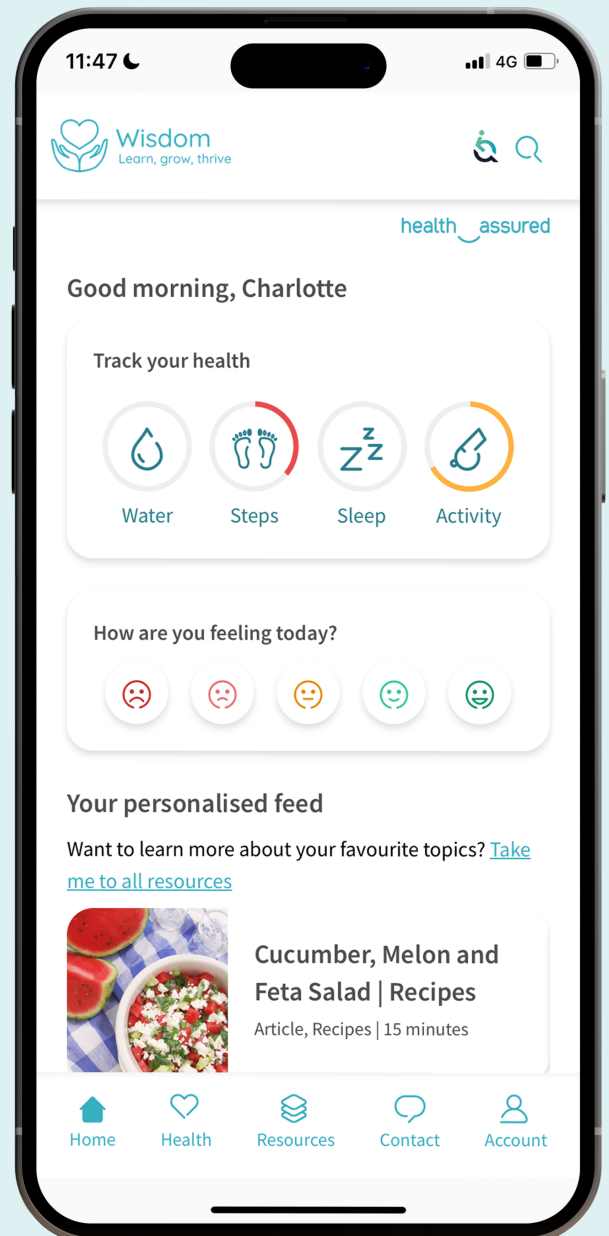 11:47
4G
Wisdom
Learn, grow, thrive
health assured
Good morning, Charlotte
Track your health
Water Steps Sleep Activity
How are you feeling today?
Your personalised feed
Want to learn more about your favourite topics? Take
me to all resources
Cucumber, Melon and
Feta Salad | Recipes
Article, Recipes | 15 minutes
Home Health Resources Contact Account